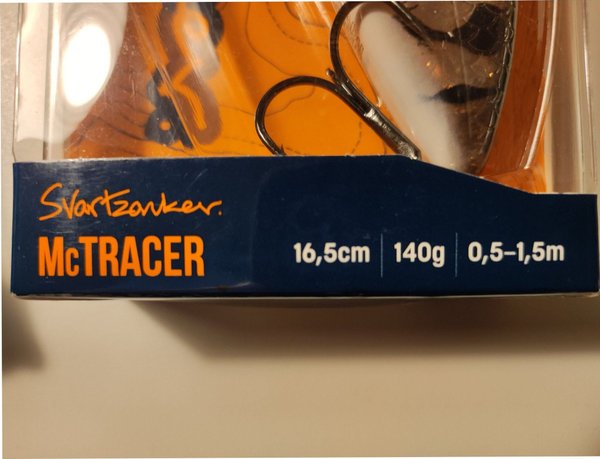 Svartzonker.
McTRACER
16,5cm | 140g | 0,5–1,5m